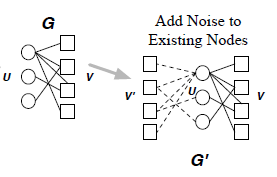 G
Add Noise to
Existing Nodes
U
V
V'
U
V
G'